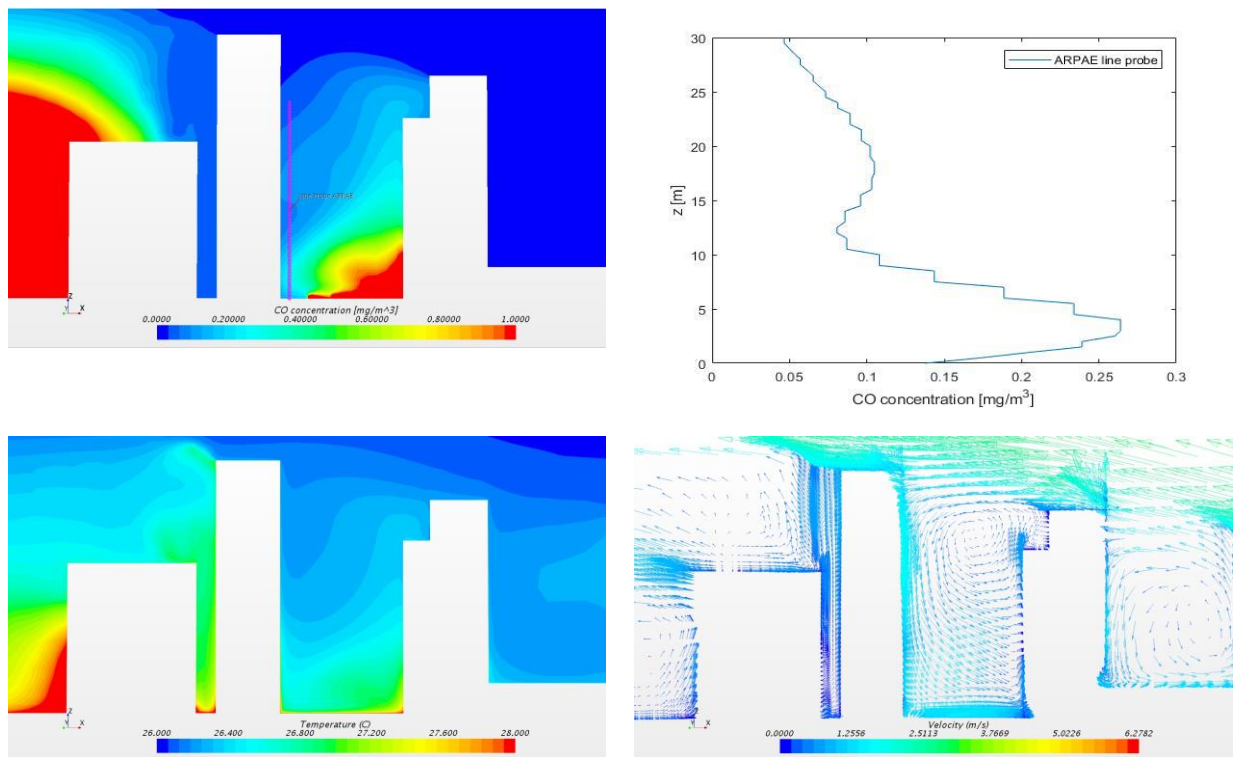 CO concentration [mg/m^3]
0.0000 0.20000 0.40000 0.60000 0.80000 1.0000
Z
Y X
30
25
20
15
10
5
0
z [m]
ARPAE line probe
0 0.05 0.1 0.15 0.2 0.25 0.3
CO concentration [mg/m3]
Z
Y X
Temperature (C)
26.000 26.400 26.800 27.200 27.600 28.000
Z
Y X
Velocity (m/s)
0.0000 1.2556 2.5113 3.7669 5.0226 6.2782